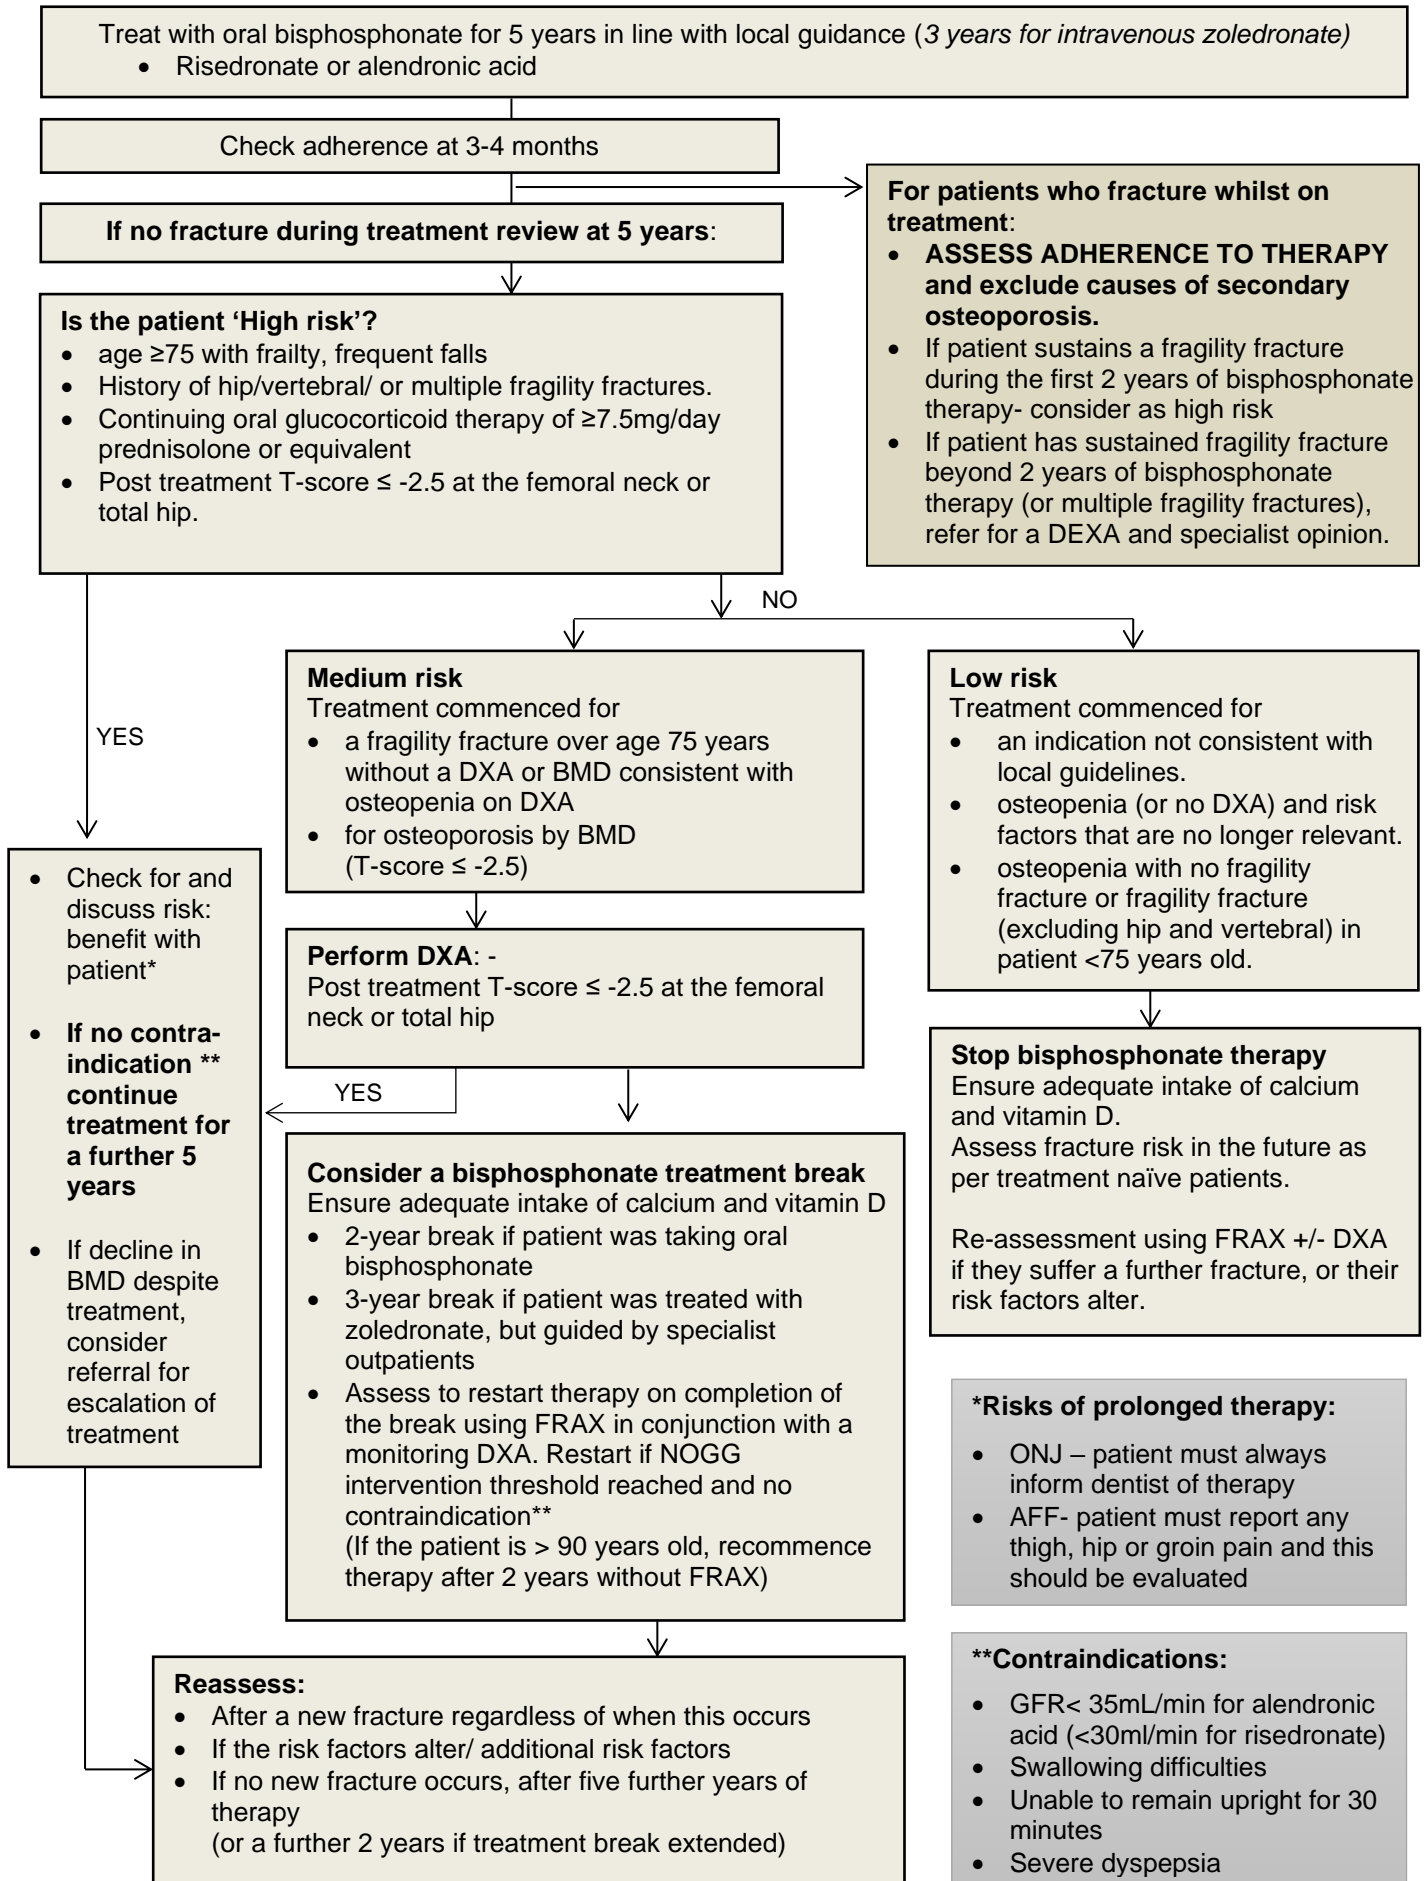 Treat with oral bisphosphonate for 5 years in line with local guidance (3 years for intravenous zoledronate)
• Risedronate or alendronic acid
Check adherence at 3-4 months
If no fracture during treatment review at 5 years:
For patients who fracture whilst on
treatment:
• ASSESS ADHERENCE TO THERAPY
and exclude causes of secondary
osteoporosis.
• If patient sustains a fragility fracture
during the first 2 years of bisphosphonate
therapy- consider as high risk
• If patient has sustained fragility fracture
beyond 2 years of bisphosphonate
therapy (or multiple fragility fractures),
refer for a DEXA and specialist opinion.
Is the patient ‘High risk’?
• age ≥75 with frailty, frequent falls
• History of hip/vertebral/ or multiple fragility fractures.
• Continuing oral glucocorticoid therapy of ≥7.5mg/day
prednisolone or equivalent
• Post treatment T-score ≤ -2.5 at the femoral neck or
total hip.
NO
YES
Medium risk
Treatment commenced for
• a fragility fracture over age 75 years
without a DXA or BMD consistent with
osteopenia on DXA
• for osteoporosis by BMD
(T-score ≤ -2.5)
Low risk
Treatment commenced for
• an indication not consistent with
local guidelines.
• osteopenia (or no DXA) and risk
factors that are no longer relevant.
• osteopenia with no fragility
fracture or fragility fracture
(excluding hip and vertebral) in
patient <75 years old.
• Check for and
discuss risk:
benefit with
patient*
• If no contra-
indication **
continue
treatment for
a further 5
years
• If decline in
BMD despite
treatment,
consider
referral for
escalation of
treatment
Perform DXA: -
Post treatment T-score ≤ -2.5 at the femoral
neck or total hip
YES
Stop bisphosphonate therapy
Ensure adequate intake of calcium
and vitamin D.
Assess fracture risk in the future as
per treatment naïve patients.
Re-assessment using FRAX +/- DXA
if they suffer a further fracture, or their
risk factors alter.
Consider a bisphosphonate treatment break
Ensure adequate intake of calcium and vitamin D
• 2-year break if patient was taking oral
bisphosphonate
• 3-year break if patient was treated with
zoledronate, but guided by specialist
outpatients
• Assess to restart therapy on completion of
the break using FRAX in conjunction with a
monitoring DXA. Restart if NOGG
intervention threshold reached and no
contraindication**
(If the patient is > 90 years old, recommence
therapy after 2 years without FRAX)
*Risks of prolonged therapy:
• ONJ – patient must always
inform dentist of therapy
• AFF- patient must report any
thigh, hip or groin pain and this
should be evaluated
Reassess:
• After a new fracture regardless of when this occurs
• If the risk factors alter/ additional risk factors
• If no new fracture occurs, after five further years of
therapy
(or a further 2 years if treatment break extended)
**Contraindications:
• GFR< 35mL/min for alendronic
acid (<30ml/min for risedronate)
• Swallowing difficulties
• Unable to remain upright for 30
minutes
• Severe dyspepsia